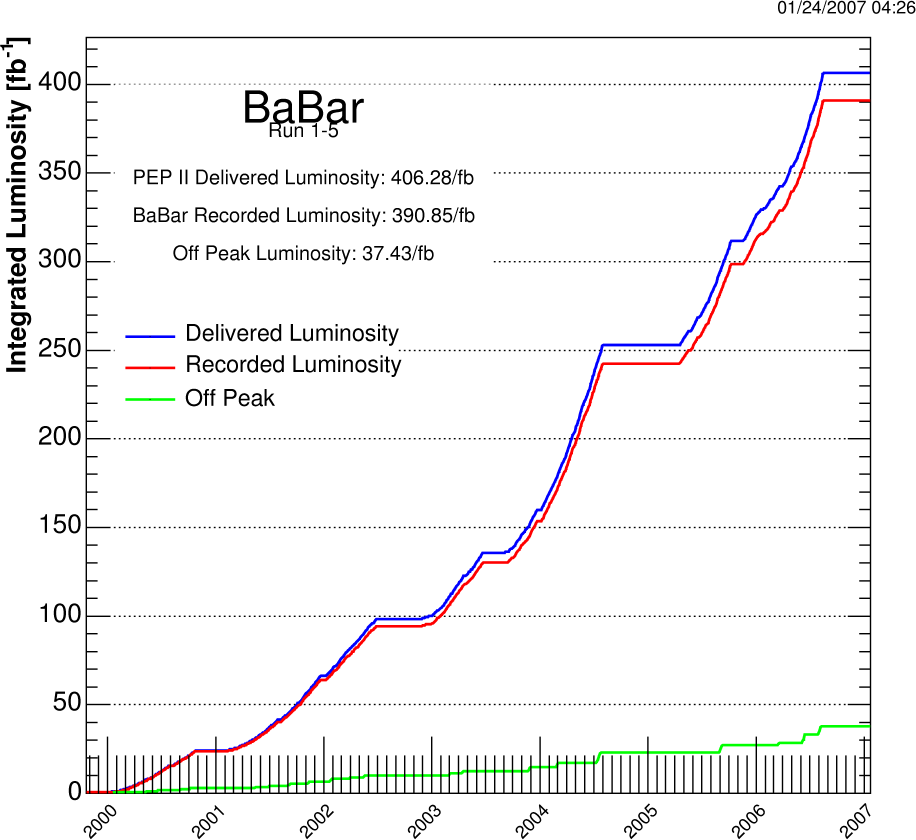 01/24/2007 04:26
Integrated Luminosity [fb-1]
400
350
300
250
200
150
100
50
0
BaBar
Run 1-5
PEP II Delivered Luminosity: 406.28/fb
BaBar Recorded Luminosity: 390.85/fb
Off Peak Luminosity: 37.43/fb
Delivered Luminosity
Recorded Luminosity
Off Peak
2000
2001
2002
2003
2004
2005
2006
2007